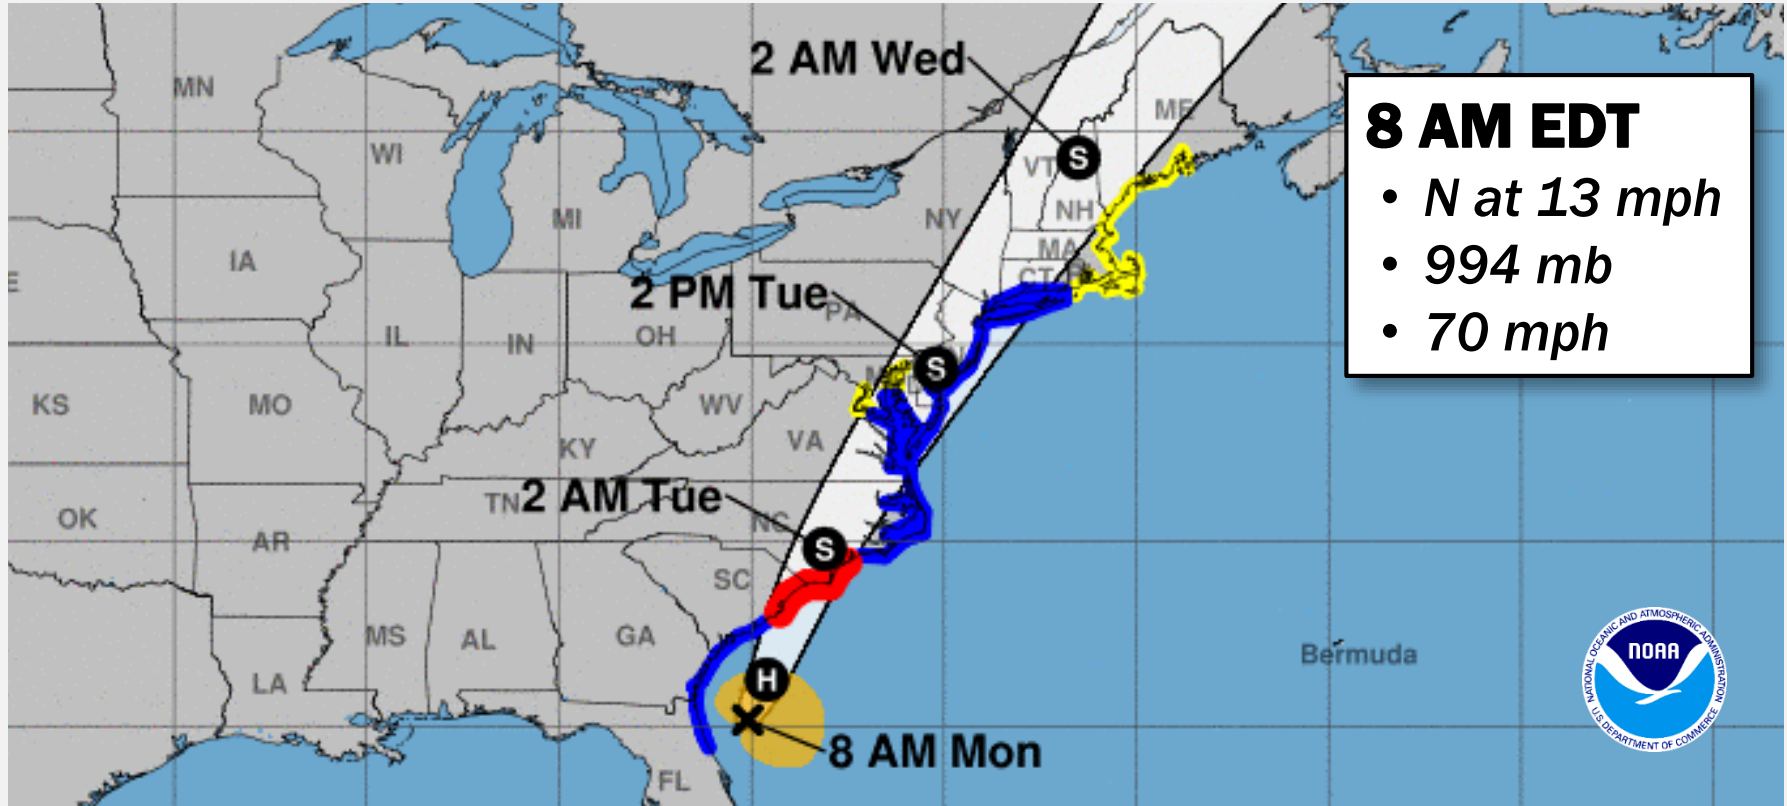 2 AM Wed
8 AM EDT
• N at 13 mph
• 994 mb
• 70 mph
MN
ME
WI
VT
S
MI
NY
NH
IA
MA
CT
2 PM Tue
PA
S
IL
IN
OH
KS
MO
WV
VA
KY
2 AM Tue
TN
NC
OK
AR
S
SC
MS
AL
GA
Bermuda
LA
H
8 AM Mon
FL
NATIONAL OCEANIC AND ATMOSPHERIC ADMINISTRATION
NOAA
U.S. DEPARTMENT OF COMMERCE